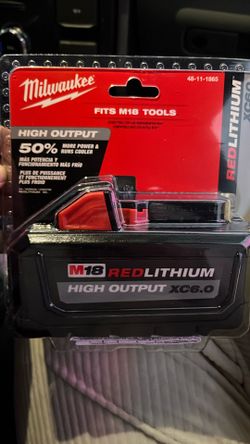 48-11-1865
Milwaukee
FITS M18 TOOLS
HIGH OUTPUT
50% MORE POWER &
RUNS COOLER
MÁS POTENCIA Y
FUNCIONAMIENTO MÁS FRÍO
PLUS DE PUISSANCE
ET FONCTIONNEMENT
PLUS FROID
REDLITHIUM
XC6.0
M18 REDLITHIUM
HIGH OUTPUT XC6.0